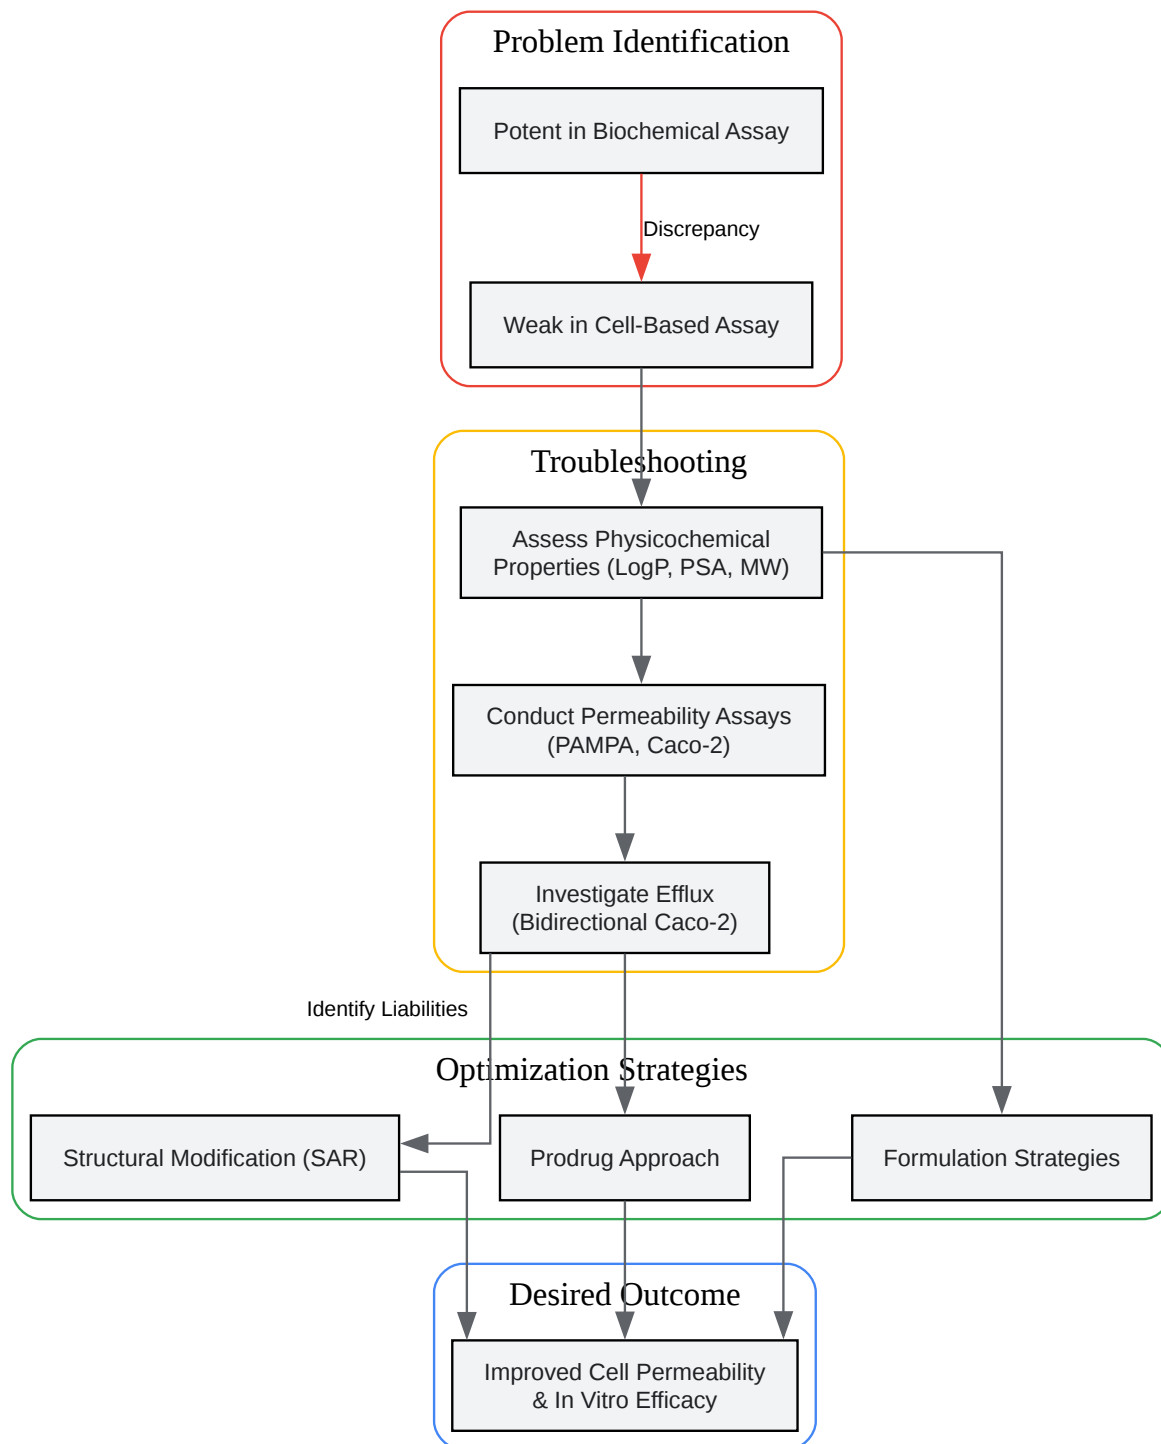 Problem Identification
Potent in Biochemical Assay
Discrepancy
Weak in Cell-Based Assay
Troubleshooting
Assess Physicochemical
Properties (LogP, PSA, MW)
Conduct Permeability Assays
(PAMPA, Caco-2)
Investigate Efflux
(Bidirectional Caco-2)
Identify Liabilities
Optimization Strategies
Structural Modification (SAR)
Prodrug Approach
Formulation Strategies
Desired Outcome
Improved Cell Permeability
& In Vitro Efficacy